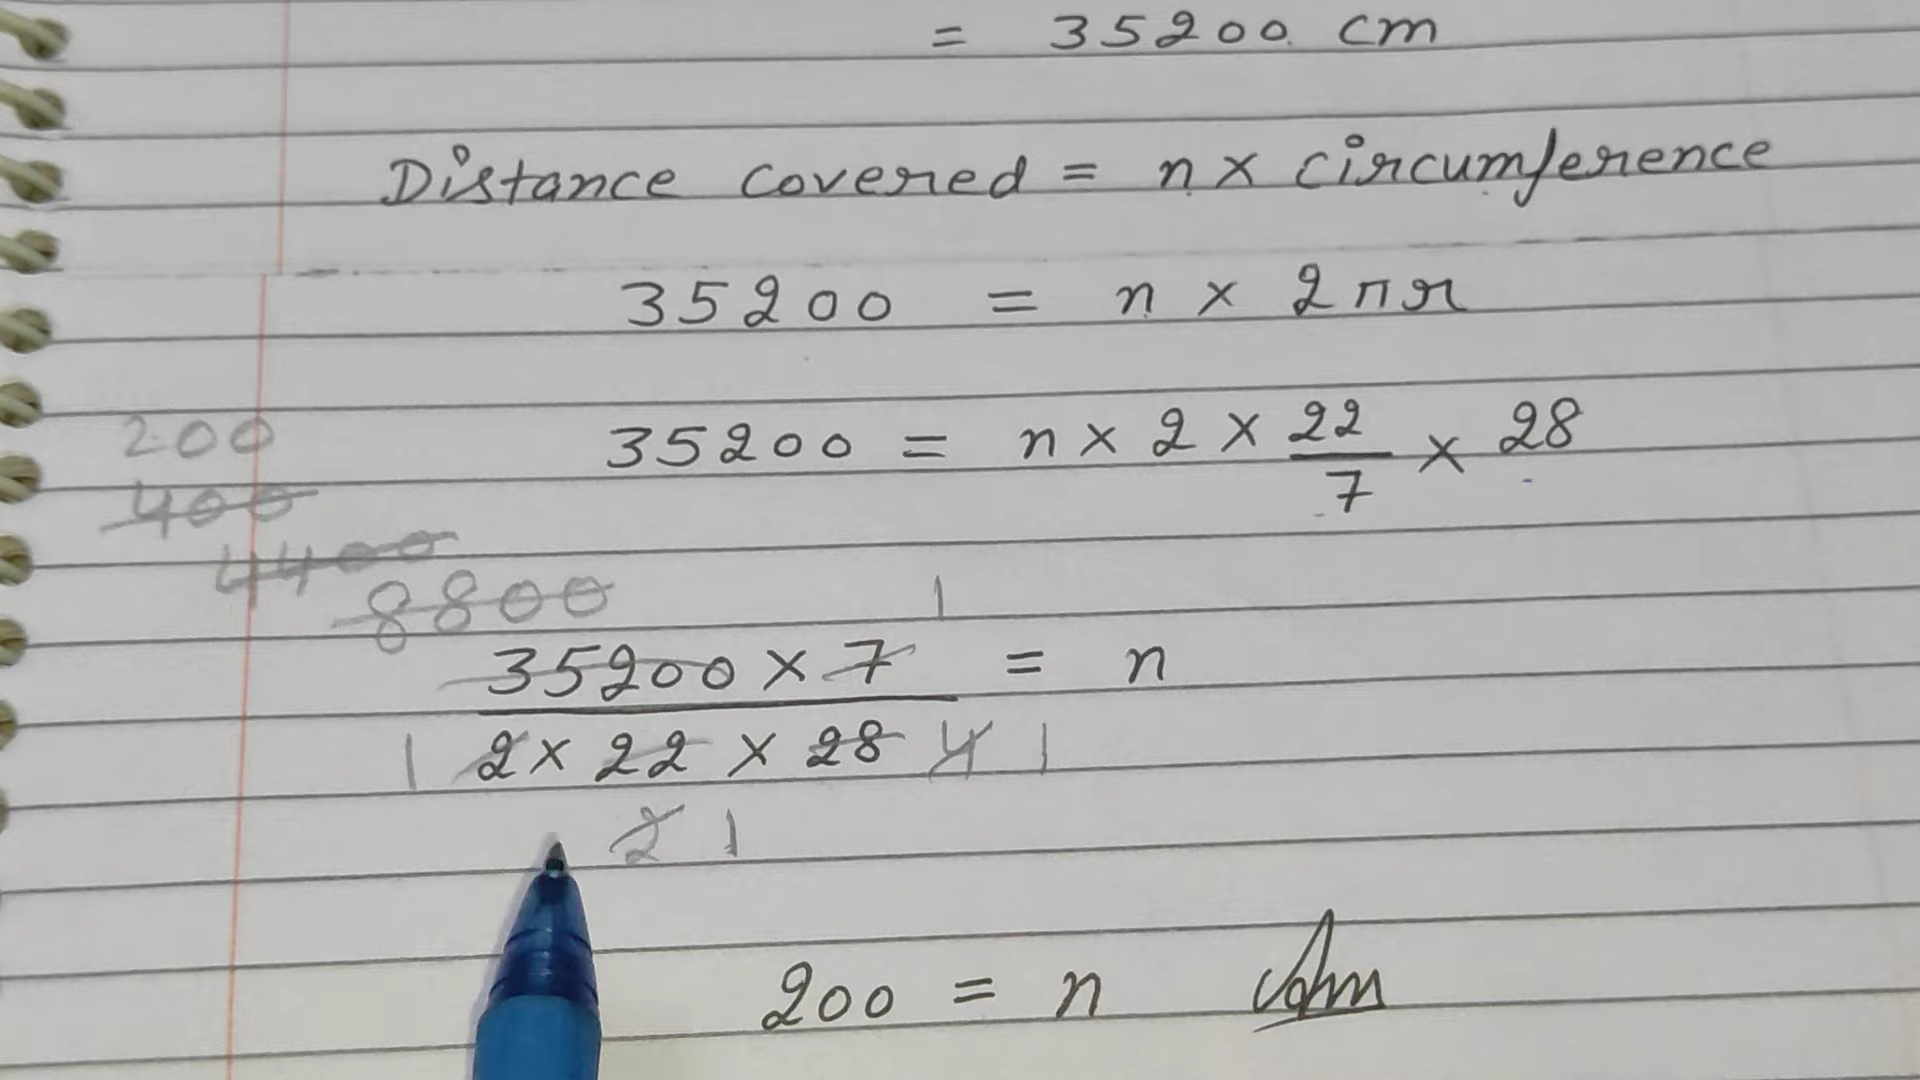 = 35200 cm
Distance covered = n × circumference
35200 = n × 2πr
35200 = n × 2 × 22/7 × 28
200
400
4400
8800
1
35200 × 7 = n
1 2 × 22 × 28 4 1
2 1
200 = n Ans